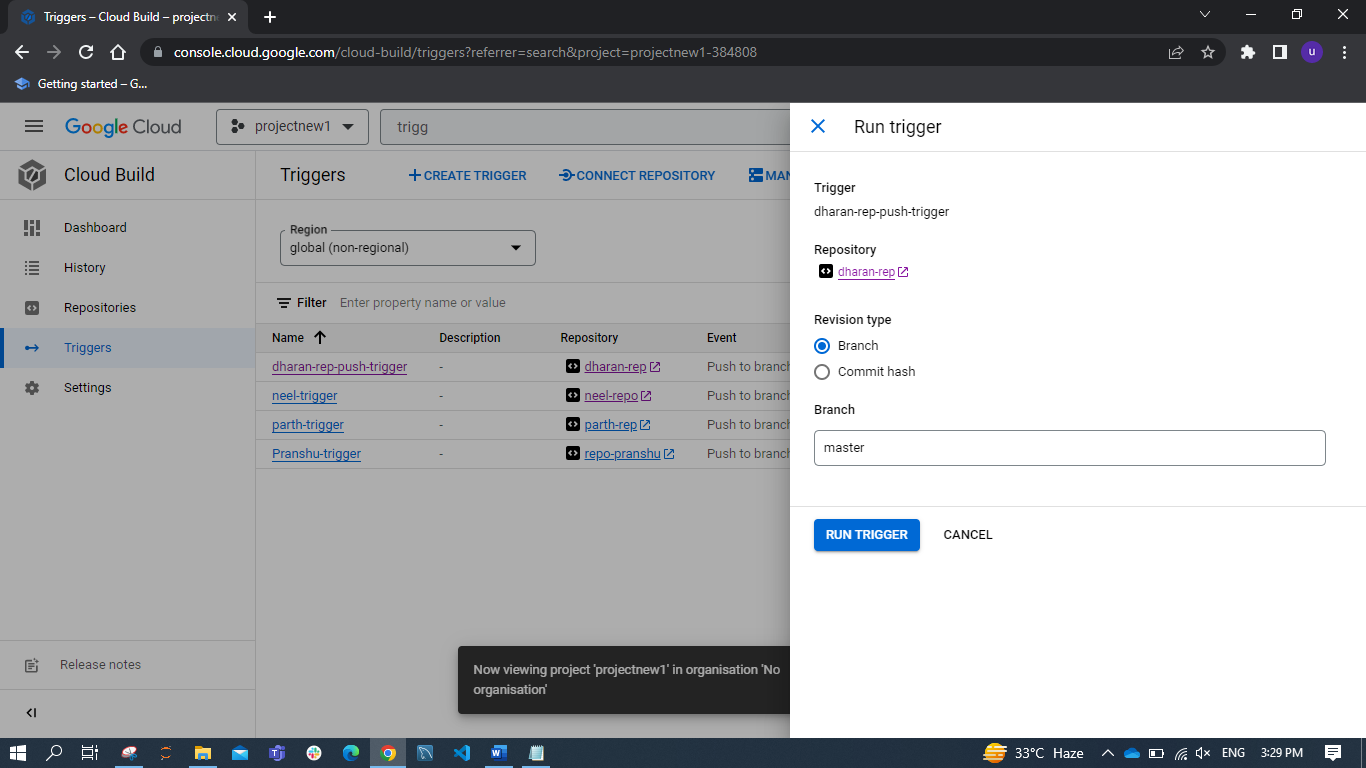 Triggers – Cloud Build – projectn
console.cloud.google.com/cloud-build/triggers?referrer=search&project=projectnew1-384808
u
Getting started – G...
Google Cloud
projectnew1
trigg
Cloud Build
Dashboard
History
Repositories
Triggers
Settings
Release notes
Triggers
CREATE TRIGGER
CONNECT REPOSITORY
MAN
Region
global (non-regional)
Filter Enter property name or value
Name Description Repository Event
dharan-rep-push-trigger - dharan-rep Push to branch
neel-trigger - neel-repo Push to branch
parth-trigger - parth-rep Push to branch
Pranshu-trigger - repo-pranshu Push to branch
Now viewing project 'projectnew1' in organisation 'No
organisation'
Run trigger
Trigger
dharan-rep-push-trigger
Repository
dharan-rep
Revision type
Branch
Commit hash
Branch
master
RUN TRIGGER CANCEL
33°C Haze ENG 3:29 PM